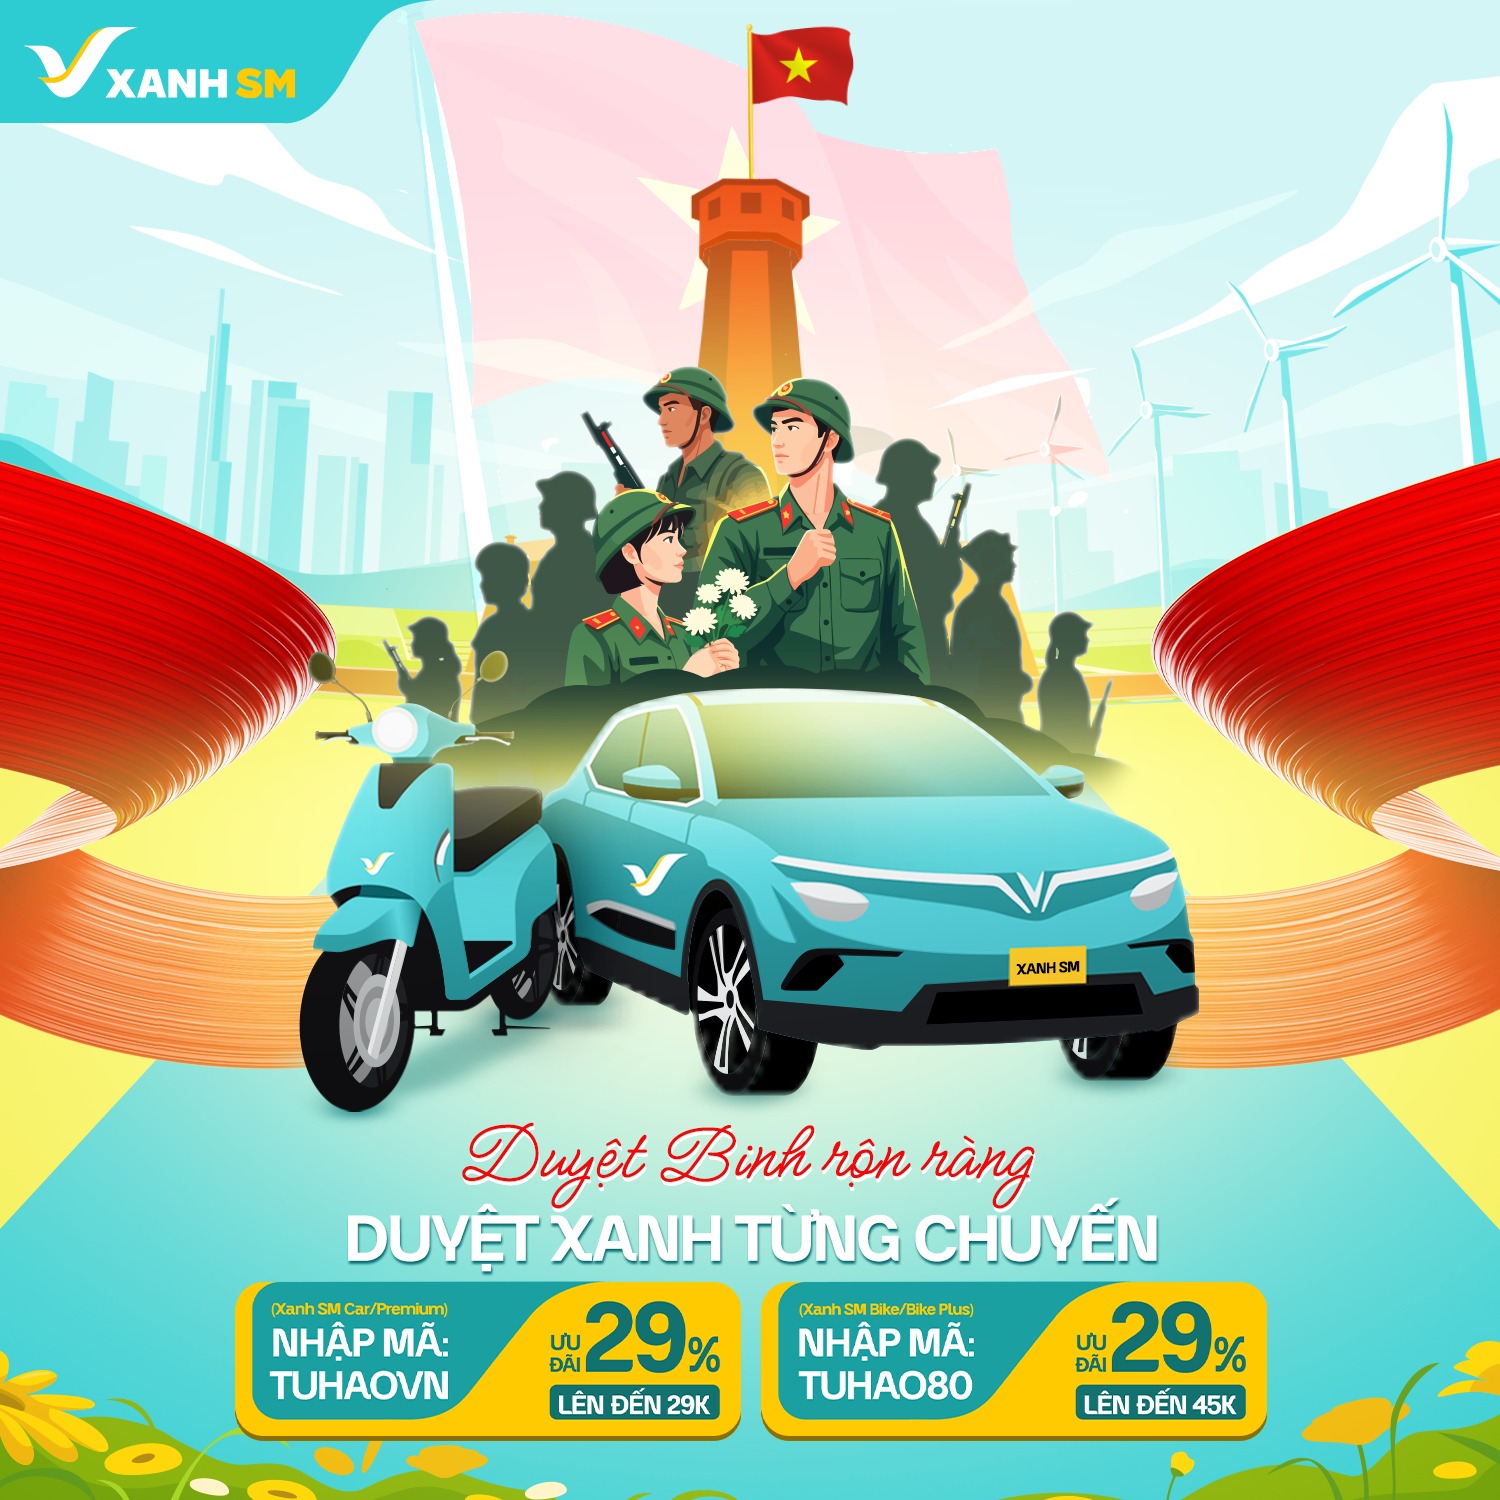 XANH SM
XANH SM
Duyệt Binh rộn ràng
DUYỆT XANH TỪNG CHUYẾN
(Xanh SM Car/Premium)
NHẬP MÃ:
TUHAOVN
ƯU ĐÃI 29%
LÊN ĐẾN 29K
(Xanh SM Bike/Bike Plus)
NHẬP MÃ:
TUHAO80
ƯU ĐÃI 29%
LÊN ĐẾN 45K